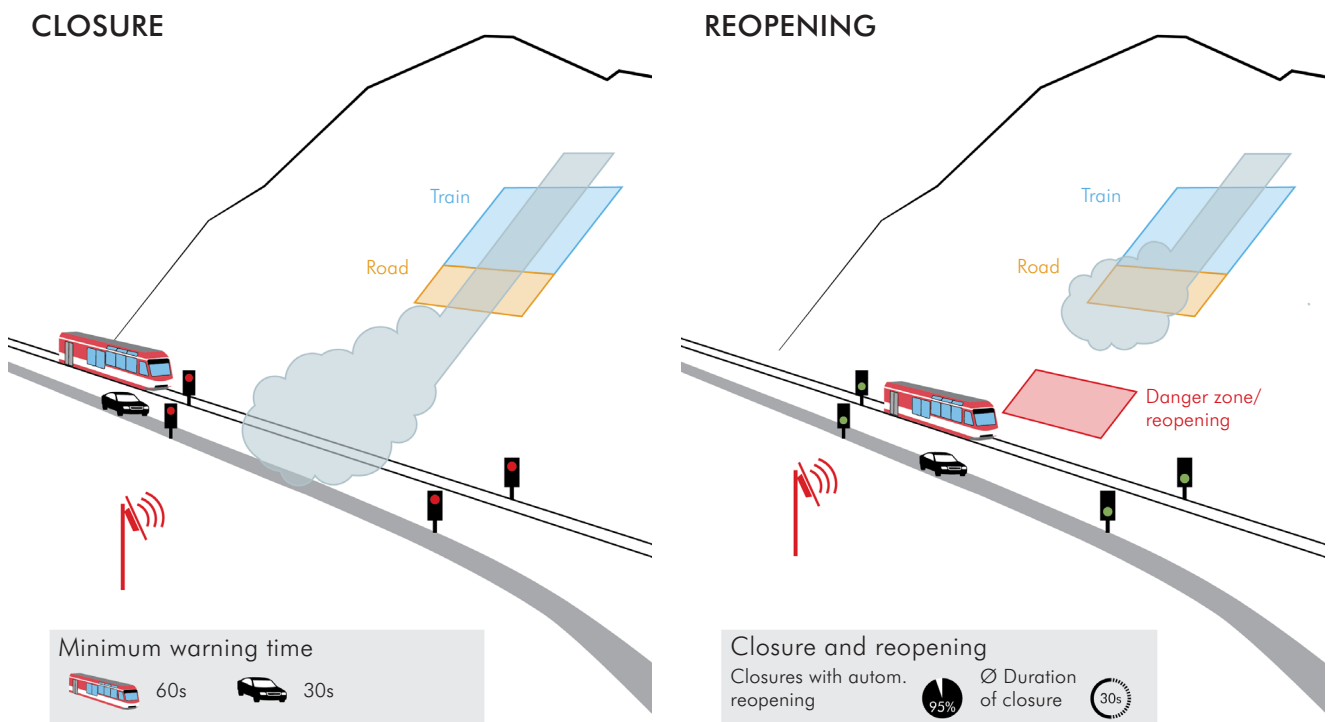 CLOSURE
Train
Road
Minimum warning time
60s
30s
REOPENING
Train
Road
Danger zone/
reopening
Closure and reopening
Closures with autom.
reopening
95%
Ø Duration
of closure
30s